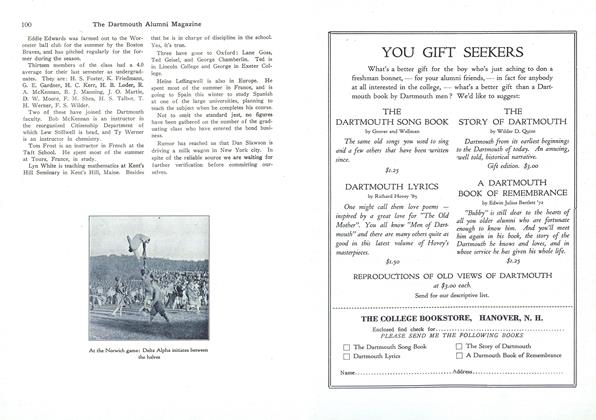 100
The Dartmouth Alumni Magazine
Eddie Edwards was farmed out to the Wor-
cester ball club for the summer by the Boston
Braves, and has pitched regularly for the for-
mer during the season.
Thirteen members of the class had a 4.0
average for their last semester as undergrad-
uates. They are: H. S. Foster, K. Friedmann,
G. E. Gardner, H. C. Kerr, H. B. Loder, K.
A. McKennan, B. J. Manning, J. O. Martin,
D. W. Moore, F. M. Shea, H. S. Talbot, T.
H. Werner, F. S. Wilder.
Two of them have joined the Dartmouth
faculty. Bob McKennan is an instructor in
the reorganized Citizenship Department of
which Lew Stilwell is head, and Ty Werner
is an instructor in chemistry.
Tom Frost is an instructor in French at the
Taft School. He spent most of the summer
at Tours, France, in study.
Lyn White is teaching mathematics at Kent's
Hill Seminary in Kent's Hill, Maine. Besides
that he is in charge of discipline in the school.
Yes, it's true.
Three have gone to Oxford: Lane Goss,
Ted Geisel, and George Chamberlin. Ted is
in Lincoln College and George in Exeter Col-
lege.
Heinz Leffingwell is also in Europe. He
spent most of the summer in France, and is
going to Spain this winter to study Spanish
at one of the large universities, planning to
teach the subject when he completes his course.
Not to omit the standard jest, no figures
have been gathered on the number of the grad-
uating class who have entered the bond busi-
ness.
Rumor has reached us that Dan Slawson is
driving a milk wagon in New York City. In
spite of the reliable source we are waiting for
further verification before committing our-
selves.
At the Norwich game: Delta Alpha initiates between
the halves
YOU GIFT SEEKERS
What's a better gift for the boy who's just aching to don a
freshman bonnet, — for your alumni friends, — in fact for anybody
at all interested in the college, — what's a better gift than a Dart-
mouth book by Dartmouth men ? We'd like to suggest:
THE
DARTMOUTH SONG BOOK
by Grover and Wellman
The same old songs you used to sing
and a few others that have been written
since.
$1.25
THE
STORY OF DARTMOUTH
by Wilder D. Quint
Dartmouth from its earliest beginnings
to the Dartmouth of today. An amusing,
well told, historical narrative.
Gift edition. $3.00
DARTMOUTH LYRICS
by Richard Hovey '85
One might call them love poems —
inspired by a great love for "The Old
Mother". You all know "Men of Dart-
mouth" and there are many others quite as
good in this latest volume of Hovey's
masterpieces.
$1.50
A DARTMOUTH
BOOK OF REMEMBRANCE
by Edwin Julius Bartlett '72
"Bubby" is still dear to the hearts of
all you older alumni who are fortunate
enough to know him. And you'll meet
him again in his book, the story of the
Dartmouth he knows and loves, and in
whose service he has given his whole life.
$1.25
REPRODUCTIONS OF OLD VIEWS OF DARTMOUTH
at $3.00 each.
Send for our descriptive list.
THE COLLEGE BOOKSTORE, HANOVER, N. H.
Enclosed find check for
PLEASE SEND ME THE FOLLOWING BOOKS
The Dartmouth Song Book
The Story of Dartmouth
Dartmouth Lyrics
A Dartmouth Book of Remembrance
Name
Address